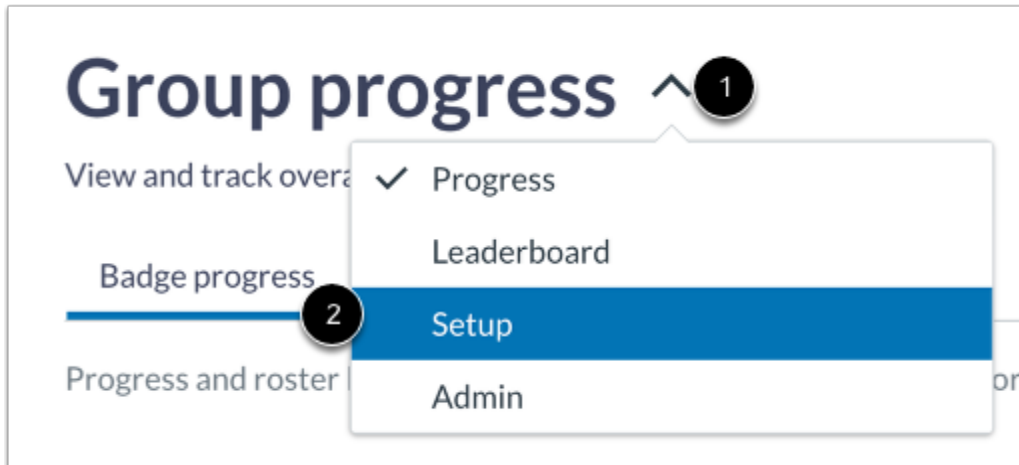 Group progress 1
View and track overa
Progress
Leaderboard
Badge progress
2 Setup
Progress and roster
or
Admin